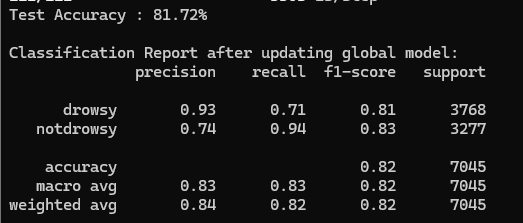 Test Accuracy : 81.72%
Classification Report after updating global model:
precision recall f1-score support
drowsy 0.93 0.71 0.81 3768
notdrowsy 0.74 0.94 0.83 3277
accuracy 0.82 7045
macro avg 0.83 0.83 0.82 7045
weighted avg 0.84 0.82 0.82 7045